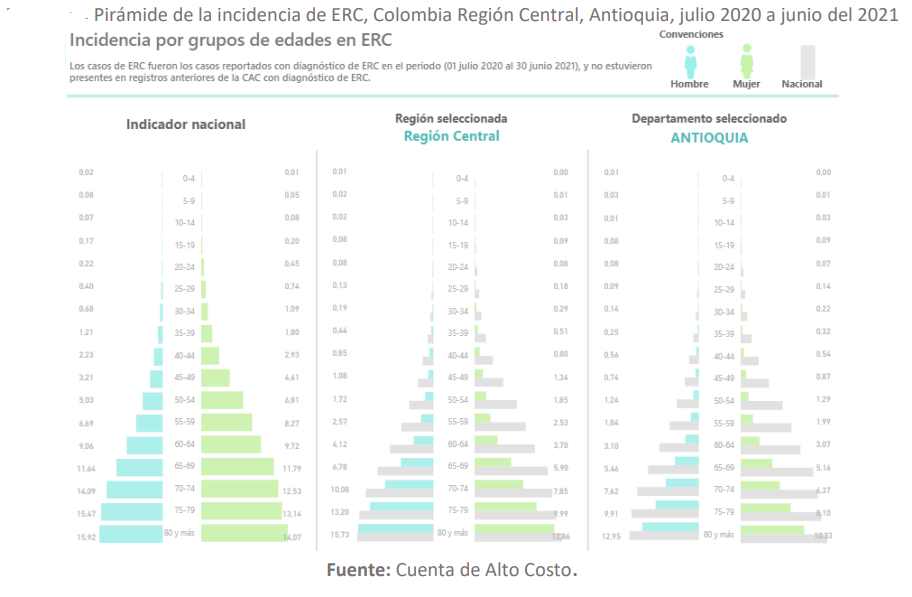 Pirámide de la incidencia de ERC, Colombia Región Central, Antioquia, julio 2020 a junio del 2021
Incidencia por grupos de edades en ERC
Los casos de ERC fueron los casos reportados con diagnóstico de ERC en el periodo (01 julio 2020 al 30 junio 2021), y no estuvieron
presentes en registros anteriores de la CAC con diagnóstico de ERC.
Convenciones
Hombre Mujer Nacional
Indicador nacional
0,02 0-4 0,01
0,08 5-9 0,05
0,07 10-14 0,08
0,17 15-19 0,20
0,22 20-24 0,45
0,40 25-29 0,74
0,68 30-34 1,09
1,21 35-39 1,80
2,23 40-44 2,93
3,21 45-49 4,61
5,03 50-54 6,81
6,69 55-59 8,27
9,06 60-64 9,72
11,64 65-69 11,79
14,09 70-74 12,53
15,47 75-79 13,14
15,92 80 y más 14,07
Región seleccionada
Región Central
0,01 0-4 0,00
0,02 5-9 0,01
0,02 10-14 0,03
0,08 15-19 0,09
0,08 20-24 0,08
0,13 25-29 0,18
0,19 30-34 0,29
0,44 35-39 0,51
0,85 40-44 0,80
1,08 45-49 1,34
1,72 50-54 1,85
2,57 55-59 2,53
4,12 60-64 3,70
6,78 65-69 5,90
10,08 70-74 7,85
13,20 75-79 9,99
15,73 80 y más 12,86
Departamento seleccionado
ANTIOQUIA
0,01 0-4 0,00
0,03 5-9 0,01
0,01 10-14 0,03
0,08 15-19 0,09
0,08 20-24 0,07
0,09 25-29 0,14
0,14 30-34 0,22
0,25 35-39 0,32
0,56 40-44 0,54
0,74 45-49 0,87
1,24 50-54 1,29
1,84 55-59 1,99
3,10 60-64 3,07
5,46 65-69 5,16
7,62 70-74 6,37
9,91 75-79 8,10
12,95 80 y más 10,33
Fuente: Cuenta de Alto Costo.